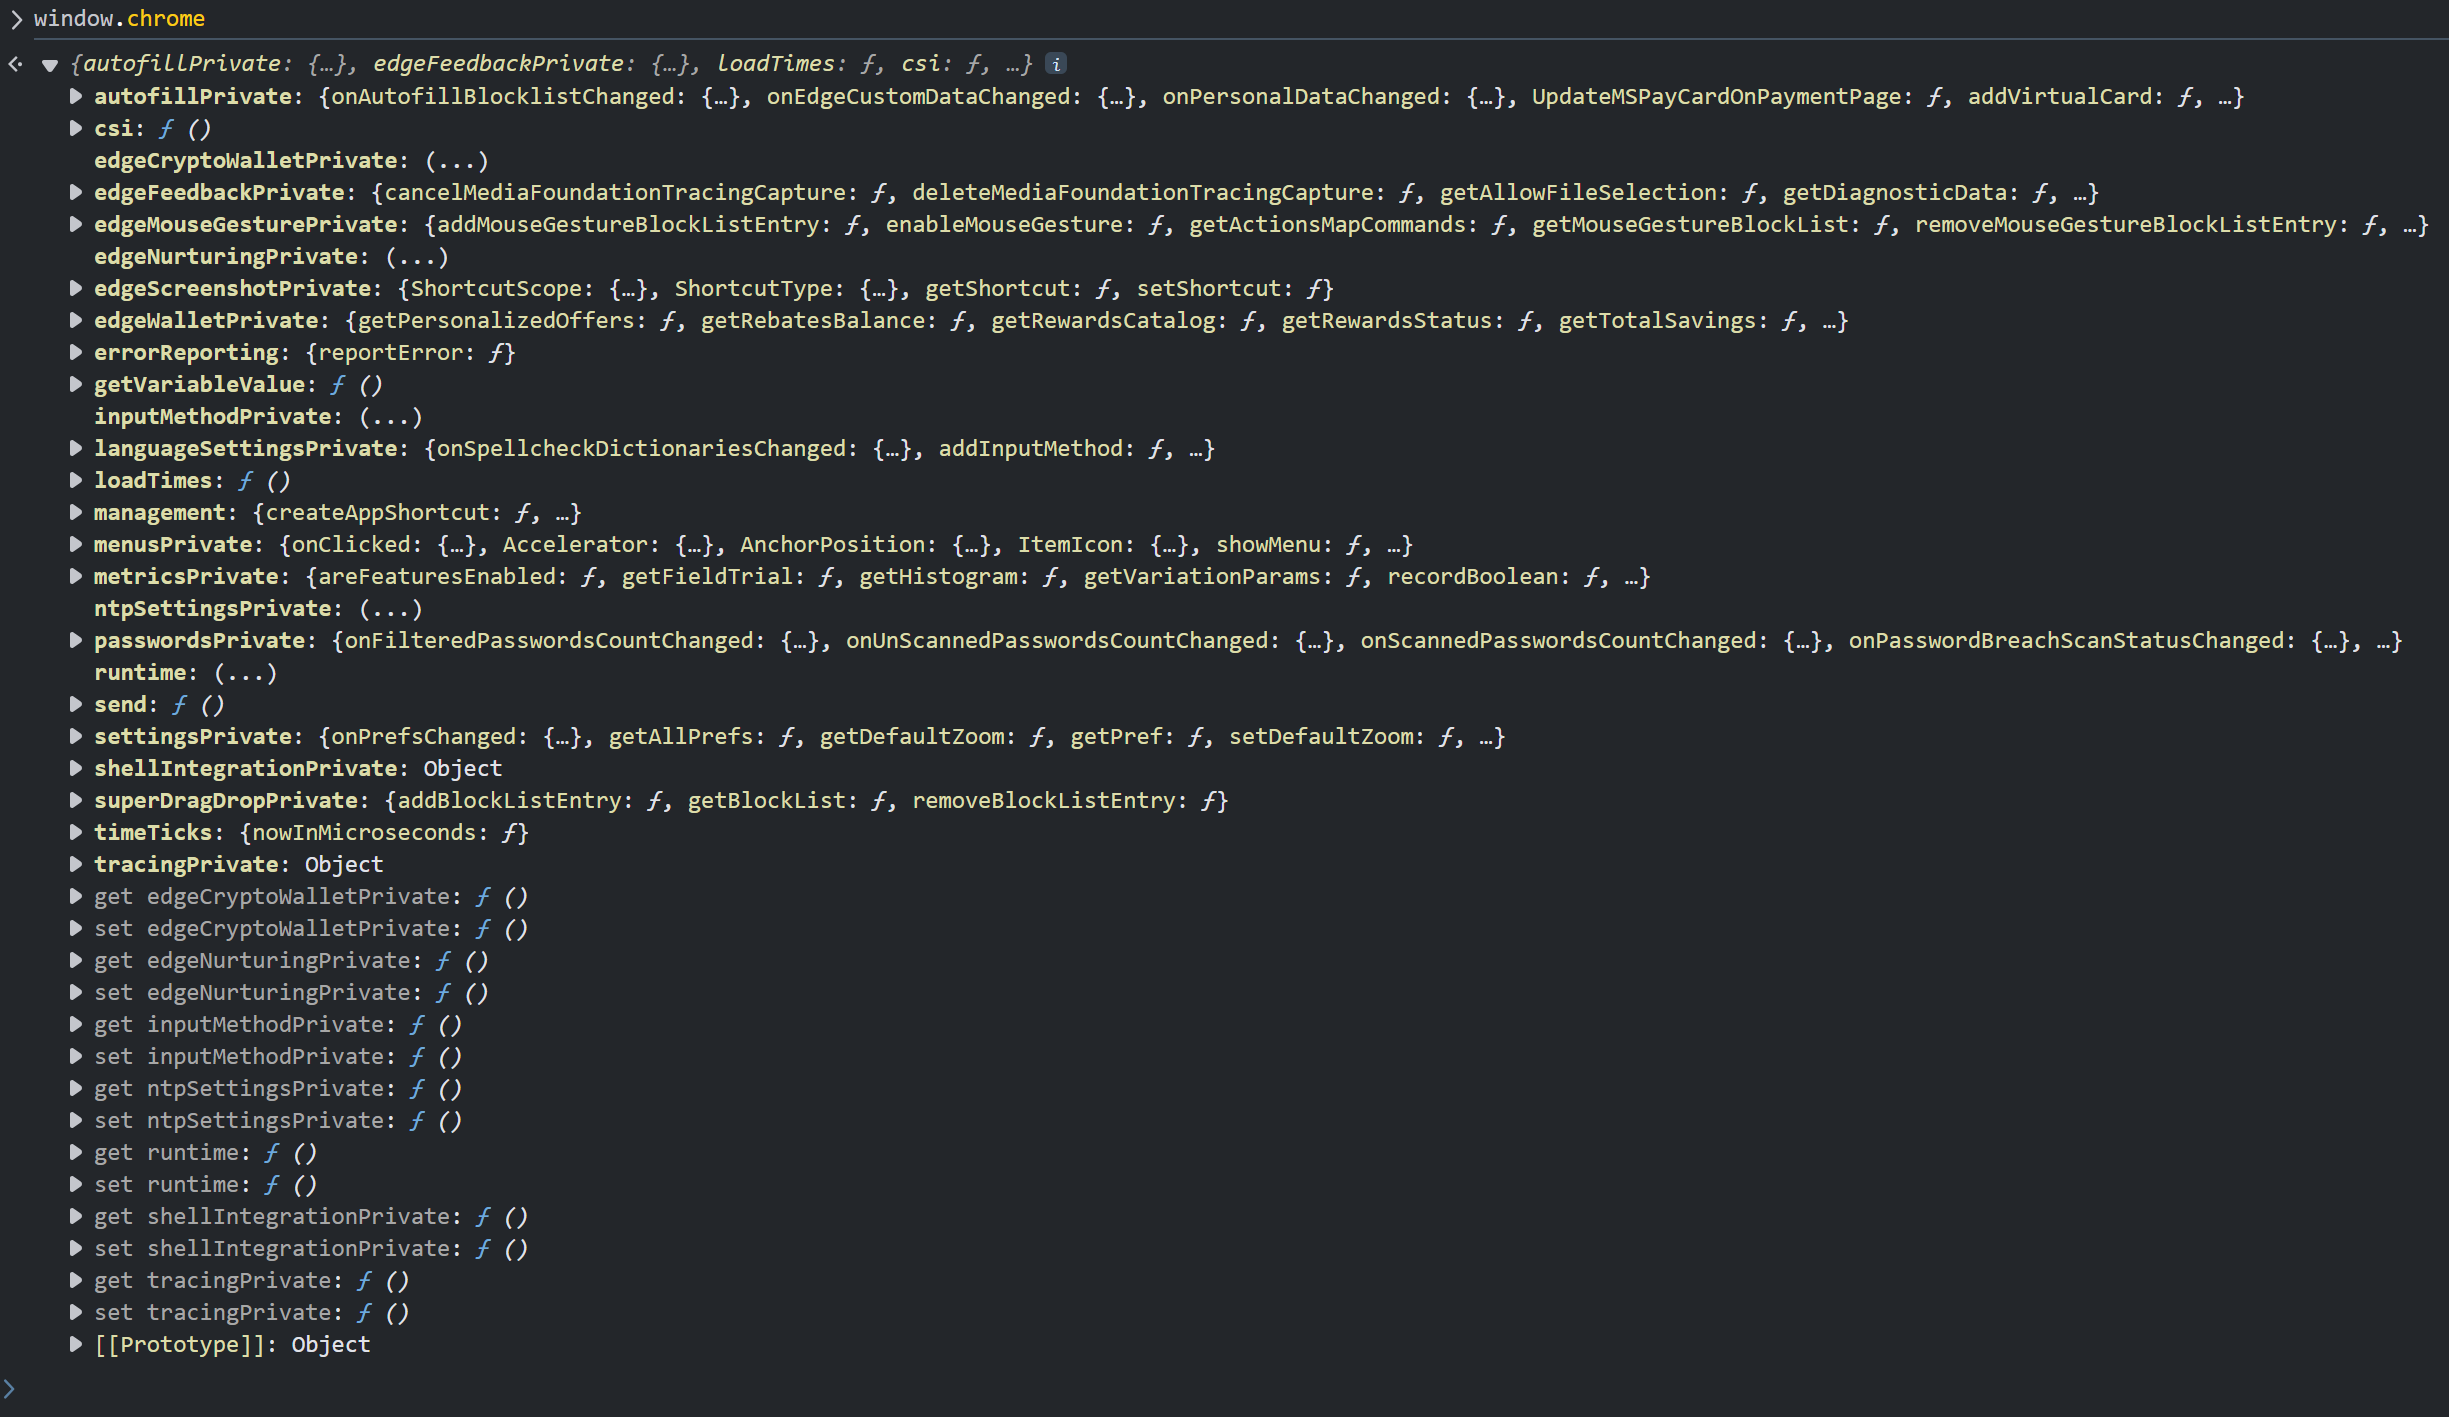 > window.chrome
{autofillPrivate: {…}, edgeFeedbackPrivate: {…}, loadTimes: ƒ, csi: ƒ, …} i
autofillPrivate: {onAutofillBlocklistChanged: {…}, onEdgeCustomDataChanged: {…}, onPersonalDataChanged: {…}, UpdateMSPayCardOnPaymentPage: ƒ, addVirtualCard: ƒ, …}
csi: ƒ ()
edgeCryptoWalletPrivate: (...)
edgeFeedbackPrivate: {cancelMediaFoundationTracingCapture: ƒ, deleteMediaFoundationTracingCapture: ƒ, getAllowFileSelection: ƒ, getDiagnosticData: ƒ, …}
edgeMouseGesturePrivate: {addMouseGestureBlockListEntry: ƒ, enableMouseGesture: ƒ, getActionsMapCommands: ƒ, getMouseGestureBlockList: ƒ, removeMouseGestureBlockListEntry: ƒ, …}
edgeNurturingPrivate: (...)
edgeScreenshotPrivate: {ShortcutScope: {…}, ShortcutType: {…}, getShortcut: ƒ, setShortcut: ƒ}
edgeWalletPrivate: {getPersonalizedOffers: ƒ, getRebatesBalance: ƒ, getRewardsCatalog: ƒ, getRewardsStatus: ƒ, getTotalSavings: ƒ, …}
errorReporting: {reportError: ƒ}
getVariableValue: ƒ ()
inputMethodPrivate: (...)
languageSettingsPrivate: {onSpellcheckDictionariesChanged: {…}, addInputMethod: ƒ, …}
loadTimes: ƒ ()
management: {createAppShortcut: ƒ, …}
menusPrivate: {onClicked: {…}, Accelerator: {…}, AnchorPosition: {…}, ItemIcon: {…}, showMenu: ƒ, …}
metricsPrivate: {areFeaturesEnabled: ƒ, getFieldTrial: ƒ, getHistogram: ƒ, getVariationParams: ƒ, recordBoolean: ƒ, …}
ntpSettingsPrivate: (...)
passwordsPrivate: {onFilteredPasswordsCountChanged: {…}, onUnScannedPasswordsCountChanged: {…}, onScannedPasswordsCountChanged: {…}, onPasswordBreachScanStatusChanged: {…}, …}
runtime: (...)
send: ƒ ()
settingsPrivate: {onPrefsChanged: {…}, getAllPrefs: ƒ, getDefaultZoom: ƒ, getPref: ƒ, setDefaultZoom: ƒ, …}
shellIntegrationPrivate: Object
superDragDropPrivate: {addBlockListEntry: ƒ, getBlockList: ƒ, removeBlockListEntry: ƒ}
timeTicks: {nowInMicroseconds: ƒ}
tracingPrivate: Object
get edgeCryptoWalletPrivate: ƒ ()
set edgeCryptoWalletPrivate: ƒ ()
get edgeNurturingPrivate: ƒ ()
set edgeNurturingPrivate: ƒ ()
get inputMethodPrivate: ƒ ()
set inputMethodPrivate: ƒ ()
get ntpSettingsPrivate: ƒ ()
set ntpSettingsPrivate: ƒ ()
get runtime: ƒ ()
set runtime: ƒ ()
get shellIntegrationPrivate: ƒ ()
set shellIntegrationPrivate: ƒ ()
get tracingPrivate: ƒ ()
set tracingPrivate: ƒ ()
[[Prototype]]: Object
>